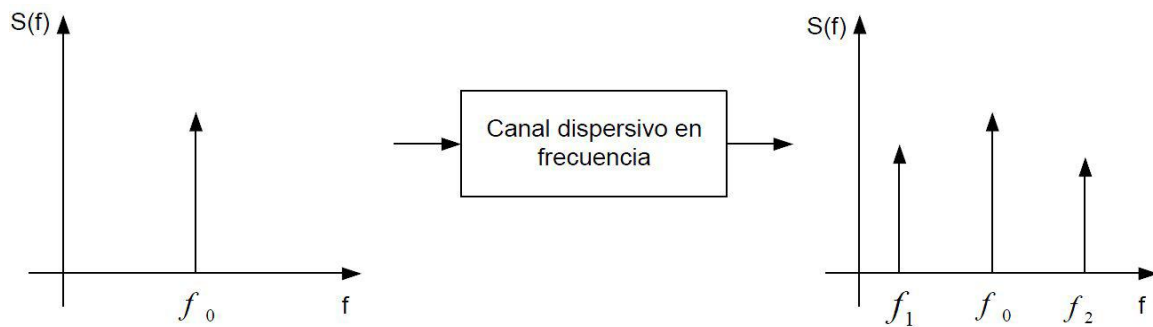 S(f)
f₀
f
Canal dispersivo en
frecuencia
S(f)
f₁
f₀
f₂
f